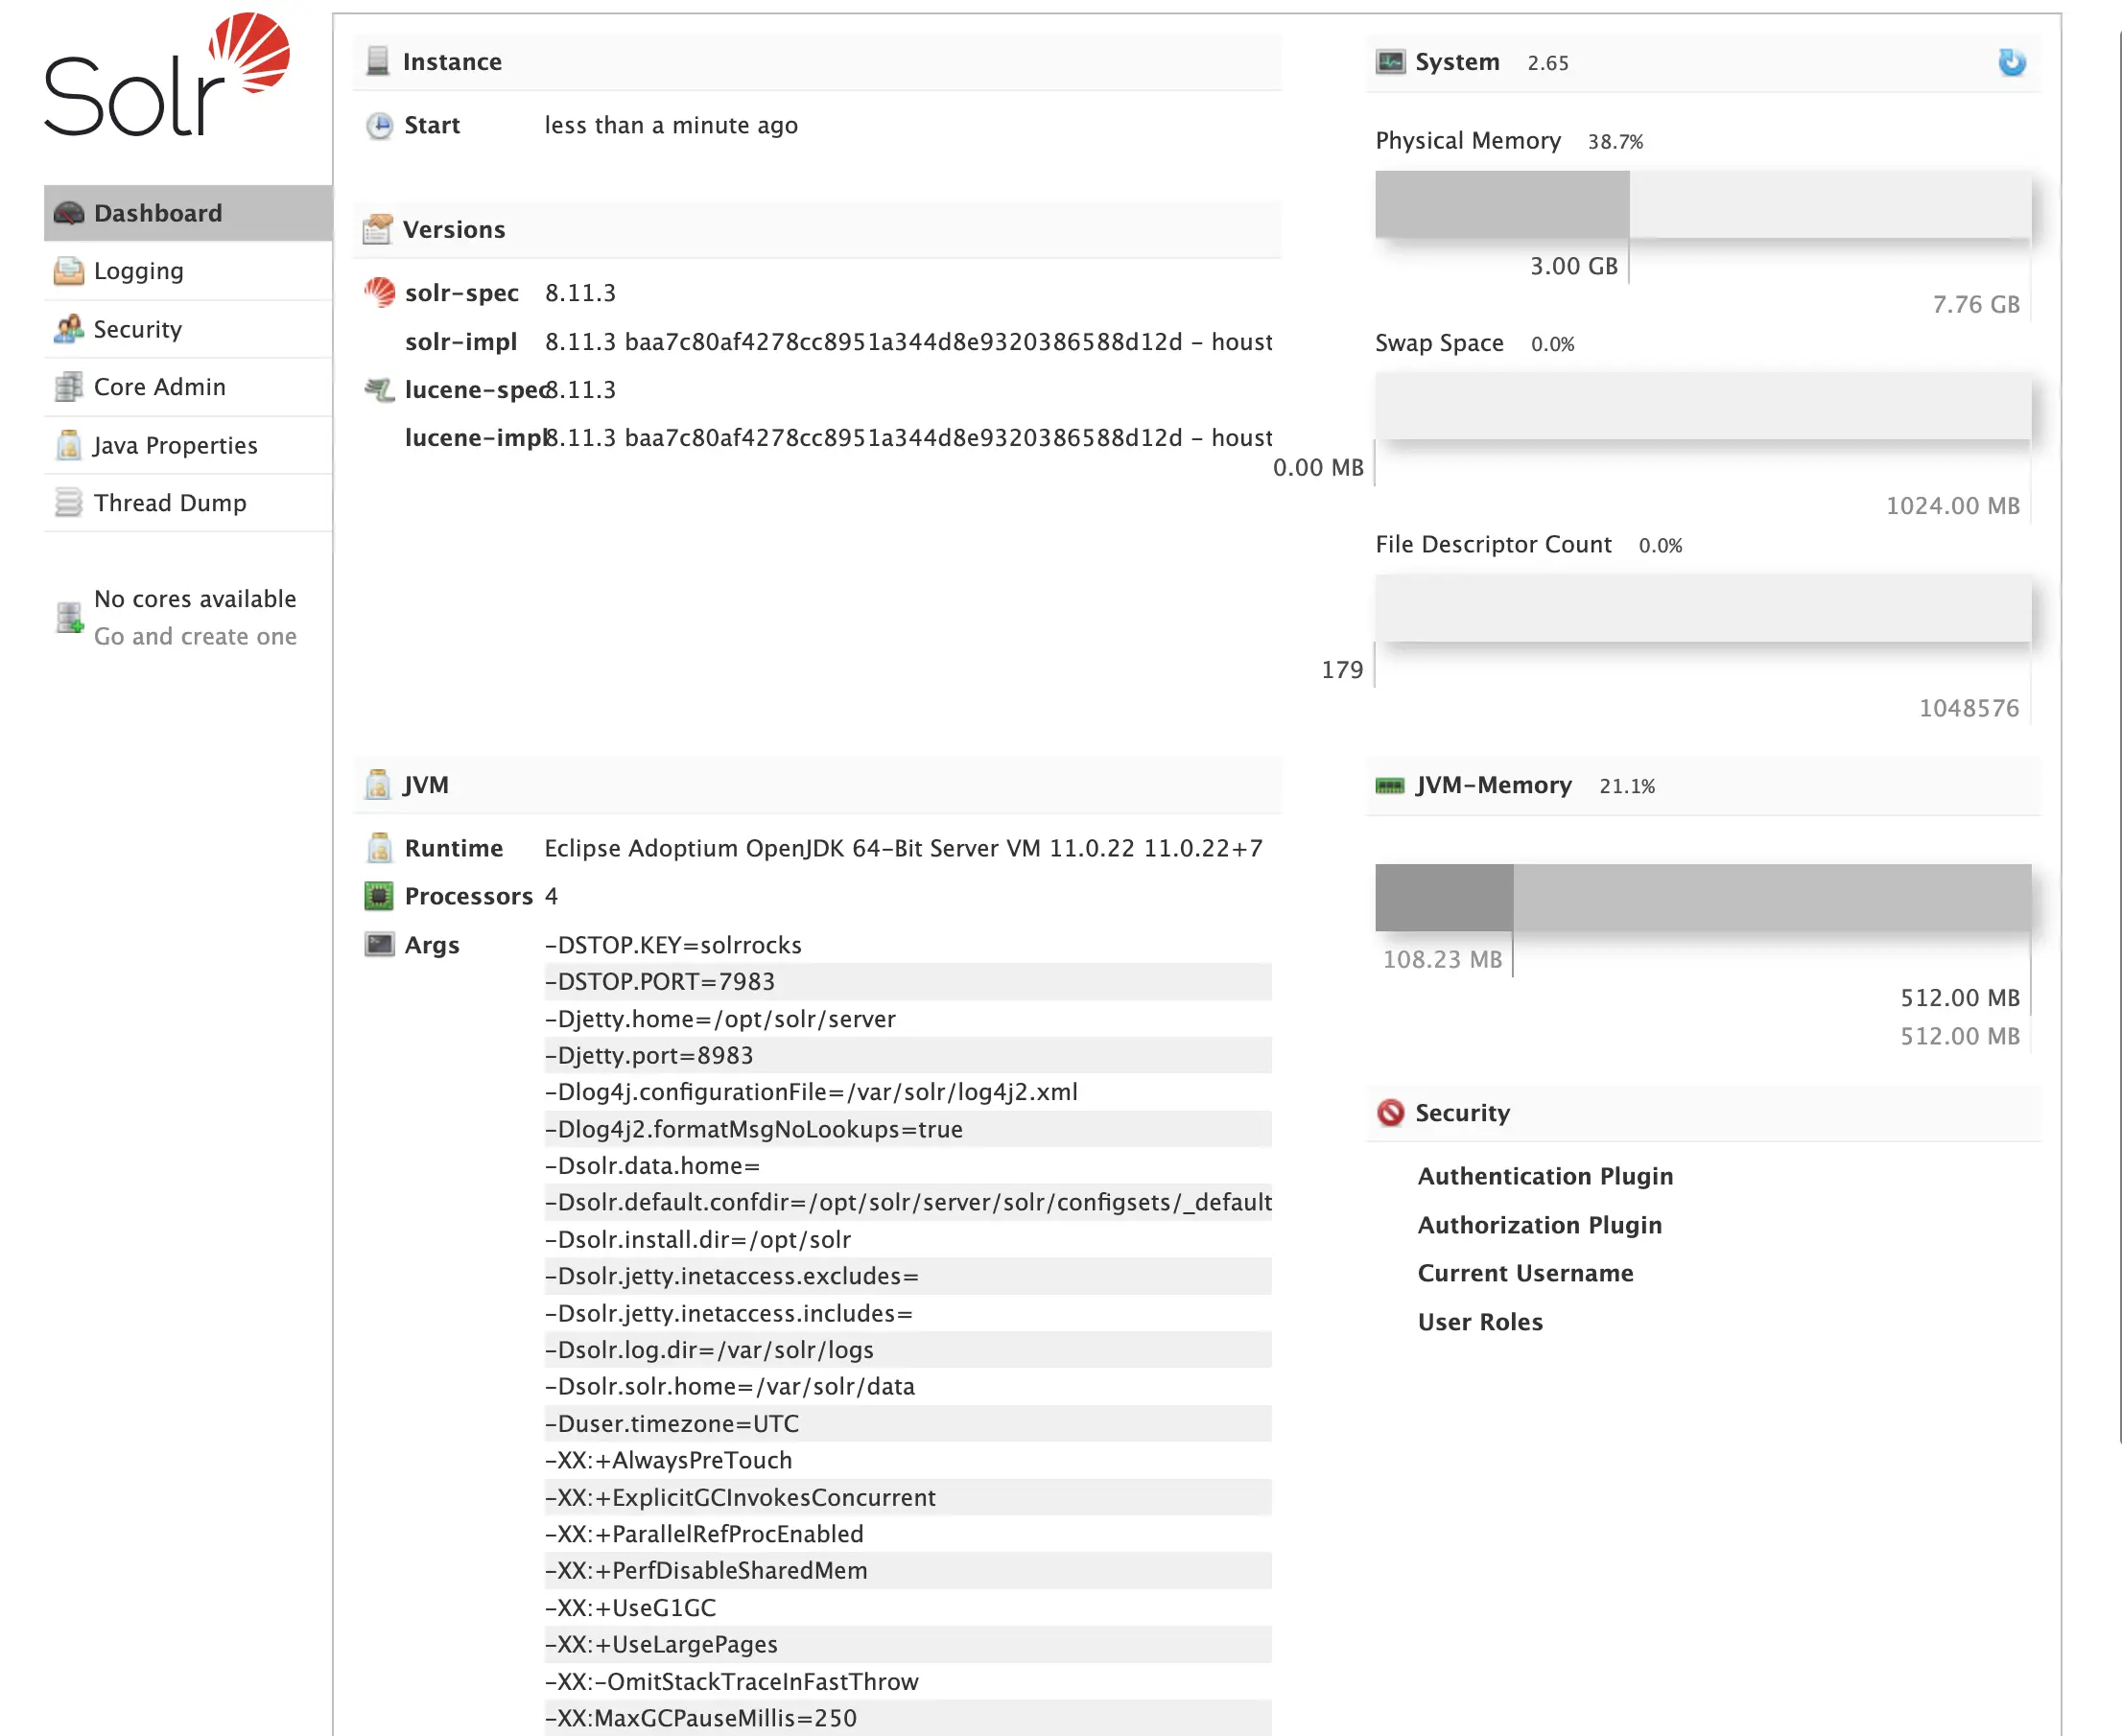 Solr
Dashboard
Logging
Security
Core Admin
Java Properties
Thread Dump
No cores available
Go and create one
Instance
Start less than a minute ago
Versions
solr-spec 8.11.3
solr-impl 8.11.3 baa7c80af4278cc8951a344d8e9320386588d12d - houst
lucene-spec 8.11.3
lucene-impl 8.11.3 baa7c80af4278cc8951a344d8e9320386588d12d - houst
System 2.65
Physical Memory 38.7%
3.00 GB
7.76 GB
Swap Space 0.0%
0.00 MB
1024.00 MB
File Descriptor Count 0.0%
179
1048576
JVM
Runtime Eclipse Adoptium OpenJDK 64-Bit Server VM 11.0.22 11.0.22+7
Processors 4
Args -DSTOP.KEY=solrrocks
-DSTOP.PORT=7983
-Djetty.home=/opt/solr/server
-Djetty.port=8983
-Dlog4j.configurationFile=/var/solr/log4j2.xml
-Dlog4j2.formatMsgNoLookups=true
-Dsolr.data.home=
-Dsolr.default.confdir=/opt/solr/server/solr/configsets/_default
-Dsolr.install.dir=/opt/solr
-Dsolr.jetty.inetaccess.excludes=
-Dsolr.jetty.inetaccess.includes=
-Dsolr.log.dir=/var/solr/logs
-Dsolr.solr.home=/var/solr/data
-Duser.timezone=UTC
-XX:+AlwaysPreTouch
-XX:+ExplicitGCInvokesConcurrent
-XX:+ParallelRefProcEnabled
-XX:+PerfDisableSharedMem
-XX:+UseG1GC
-XX:+UseLargePages
-XX:-OmitStackTraceInFastThrow
-XX:MaxGCPauseMillis=250
JVM-Memory 21.1%
108.23 MB
512.00 MB
512.00 MB
Security
Authentication Plugin
Authorization Plugin
Current Username
User Roles